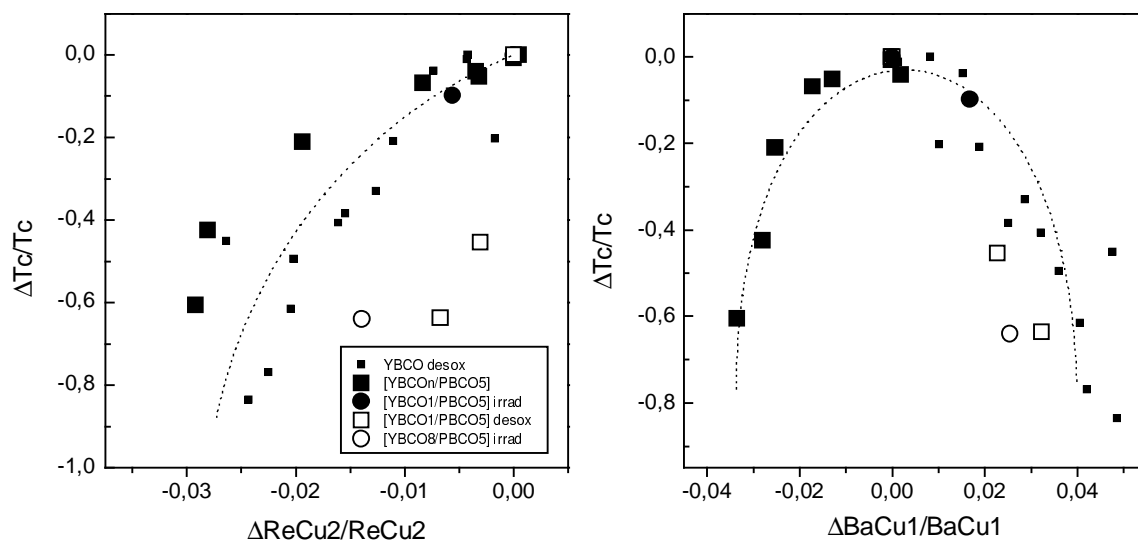 0,0
-0,2
-0,4
-0,6
-0,8
-1,0
ΔTc/Tc
-0,03
-0,02
-0,01
0,00
ΔReCu2/ReCu2
YBCO desox
[YBCOn/PBCO5]
[YBCO1/PBCO5] irrad
[YBCO1/PBCO5] desox
[YBCO8/PBCO5] irrad
0,0
-0,2
-0,4
-0,6
-0,8
ΔTc/Tc
-0,04
-0,02
0,00
0,02
0,04
ΔBaCu1/BaCu1